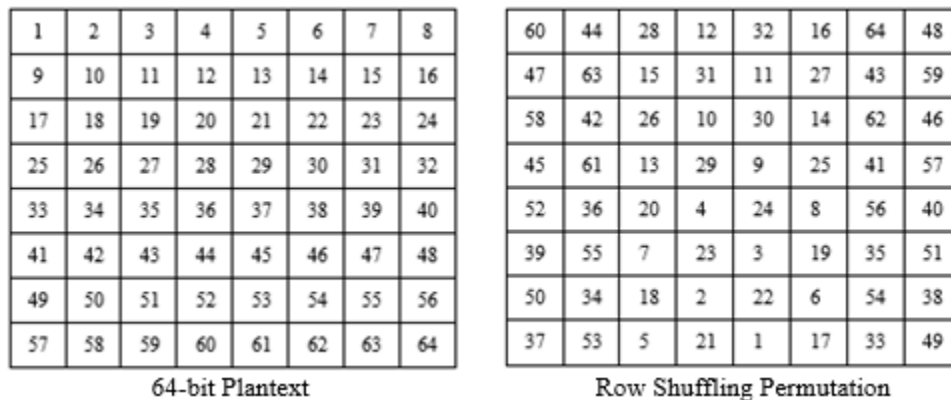 1 2 3 4 5 6 7 8
9 10 11 12 13 14 15 16
17 18 19 20 21 22 23 24
25 26 27 28 29 30 31 32
33 34 35 36 37 38 39 40
41 42 43 44 45 46 47 48
49 50 51 52 53 54 55 56
57 58 59 60 61 62 63 64
64-bit Plantext
60 44 28 12 32 16 64 48
47 63 15 31 11 27 43 59
58 42 26 10 30 14 62 46
45 61 13 29 9 25 41 57
52 36 20 4 24 8 56 40
39 55 7 23 3 19 35 51
50 34 18 2 22 6 54 38
37 53 5 21 1 17 33 49
Row Shuffling Permutation